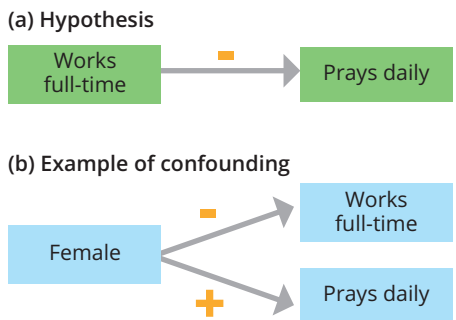 (a) Hypothesis
Works
full-time
-
Prays daily
(b) Example of confounding
Female
-
Works
full-time
+
Prays daily